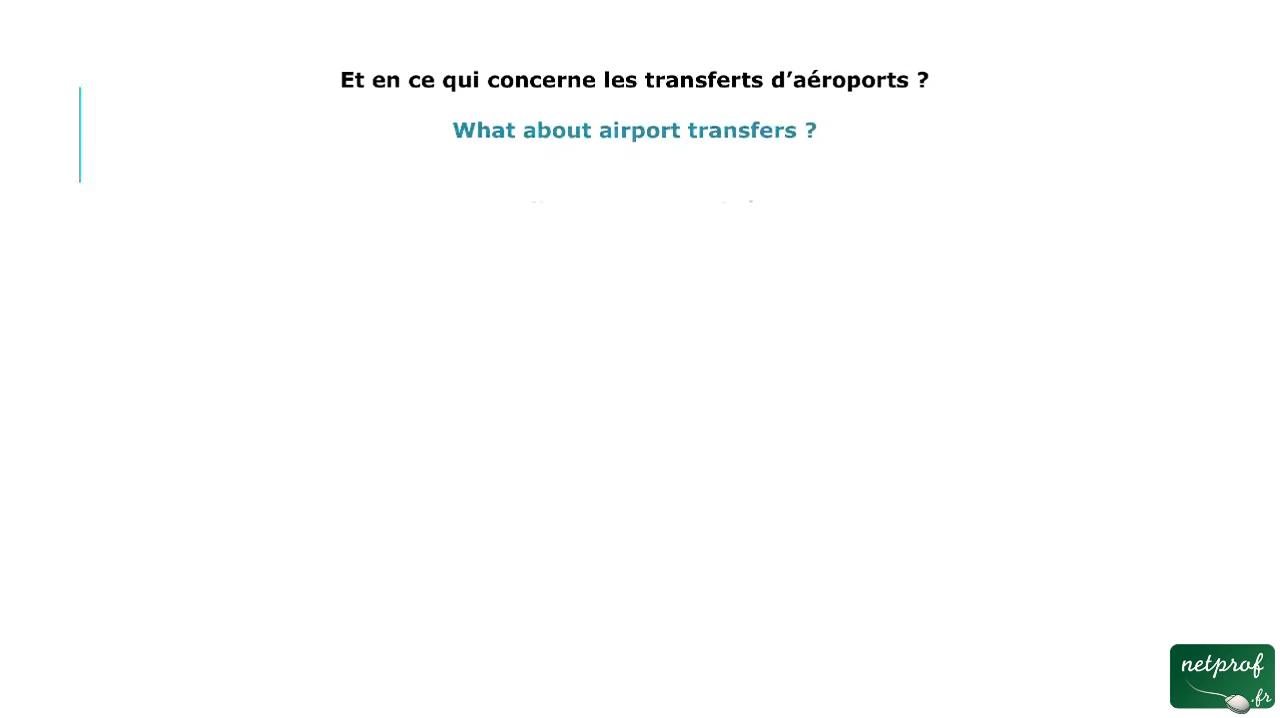 Et en ce qui concerne les transferts d’aéroports ?
What about airport transfers ?
netprof
.fr